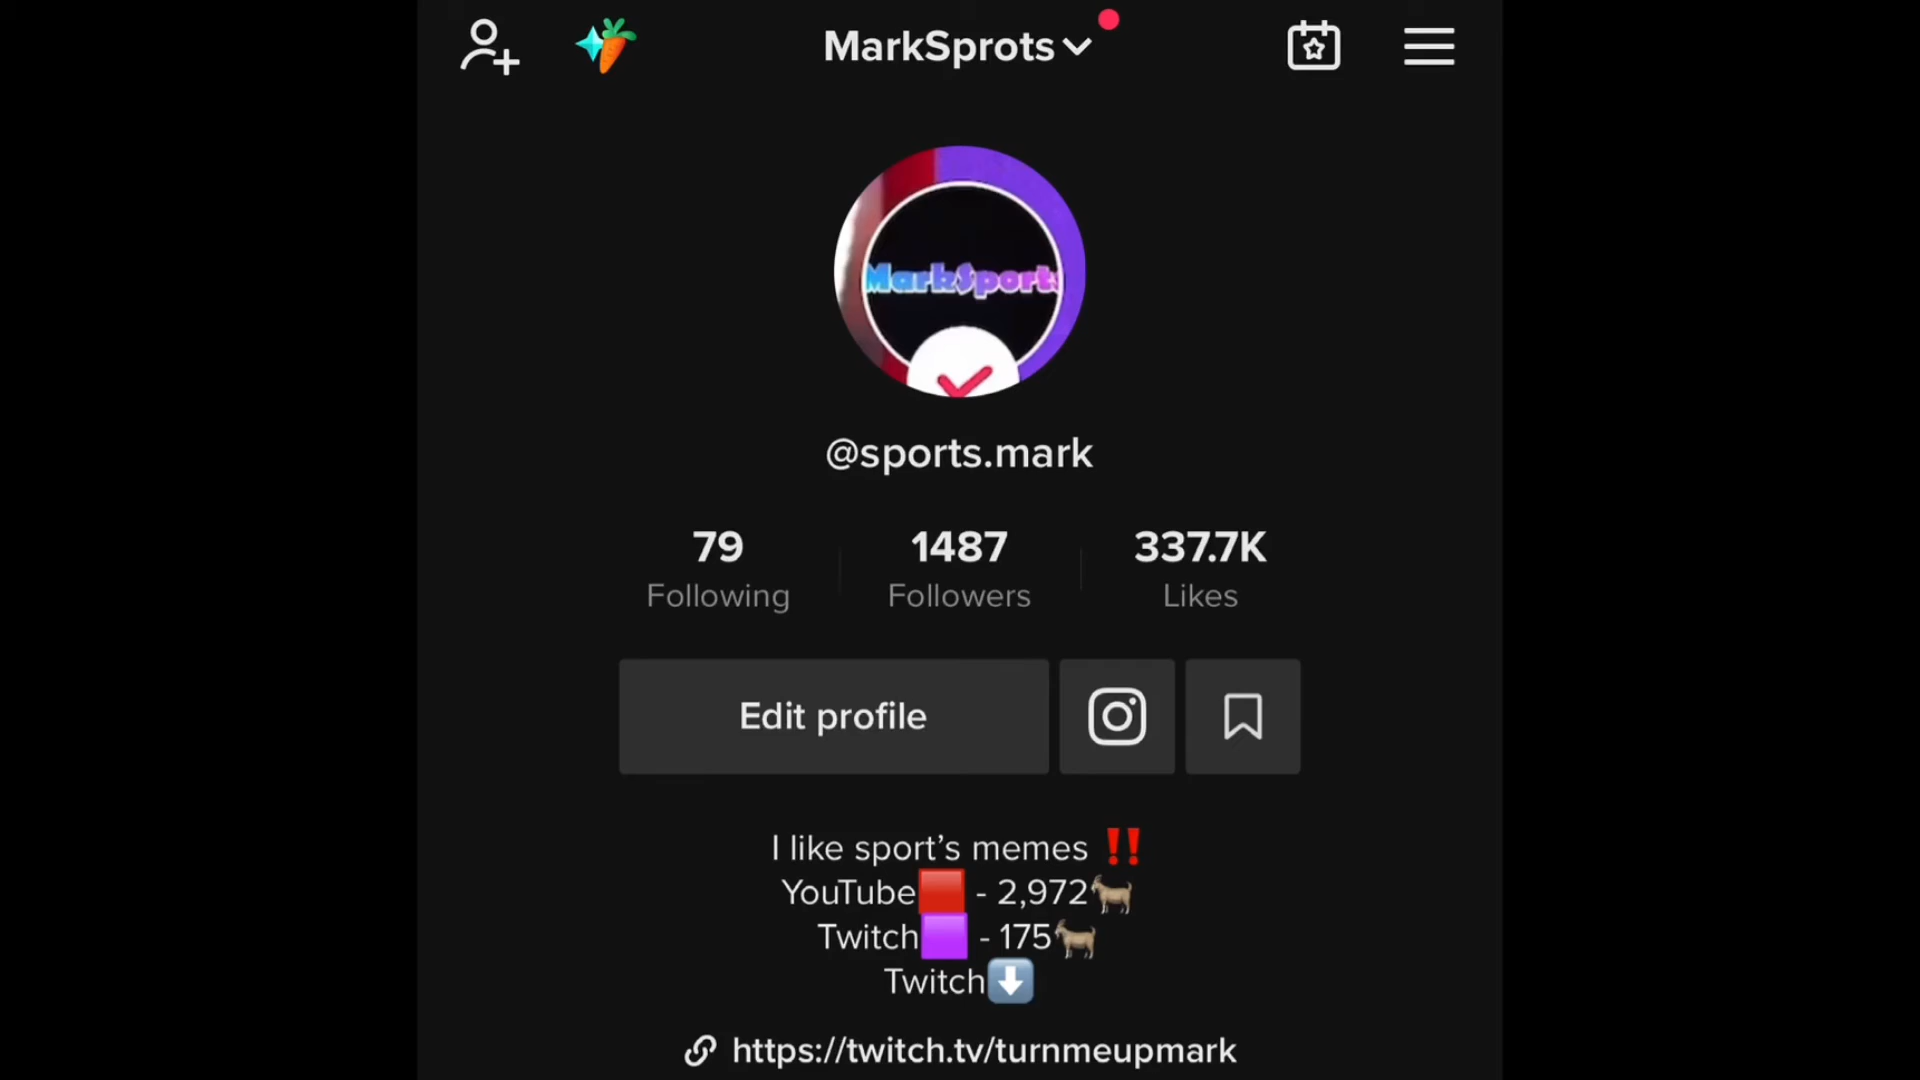 MarkSprots
MarkSports
@sports.mark
79 1487 337.7K
Following Followers Likes
Edit profile
I like sport’s memes ‼️
YouTube🟥 - 2,972🐐
Twitch🟪 - 175🐐
Twitch⬇️
https://twitch.tv/turnmeupmark